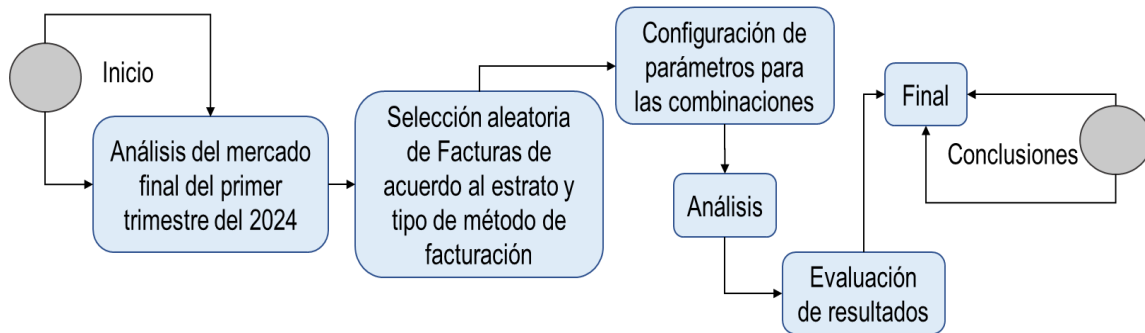 Inicio
Análisis del mercado
final del primer
trimestre del 2024
Selección aleatoria
de Facturas de
acuerdo al estrato y
tipo de método de
facturación
Configuración de
parámetros para
las combinaciones
Análisis
Evaluación
de resultados
Final
Conclusiones